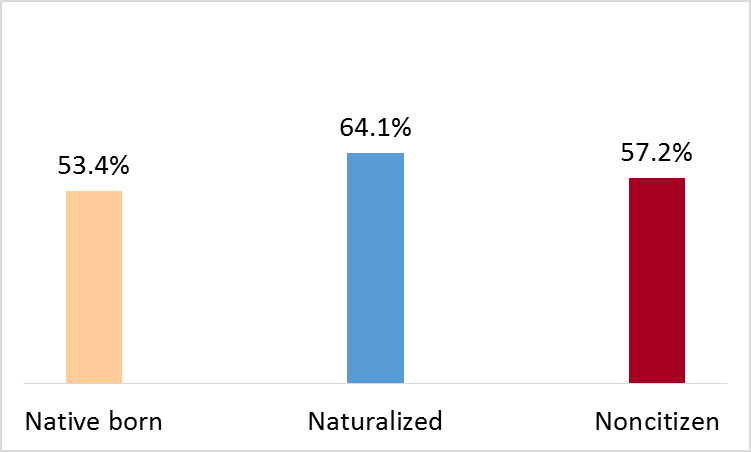 64.1%
53.4%
57.2%
Native born
Naturalized
Noncitizen